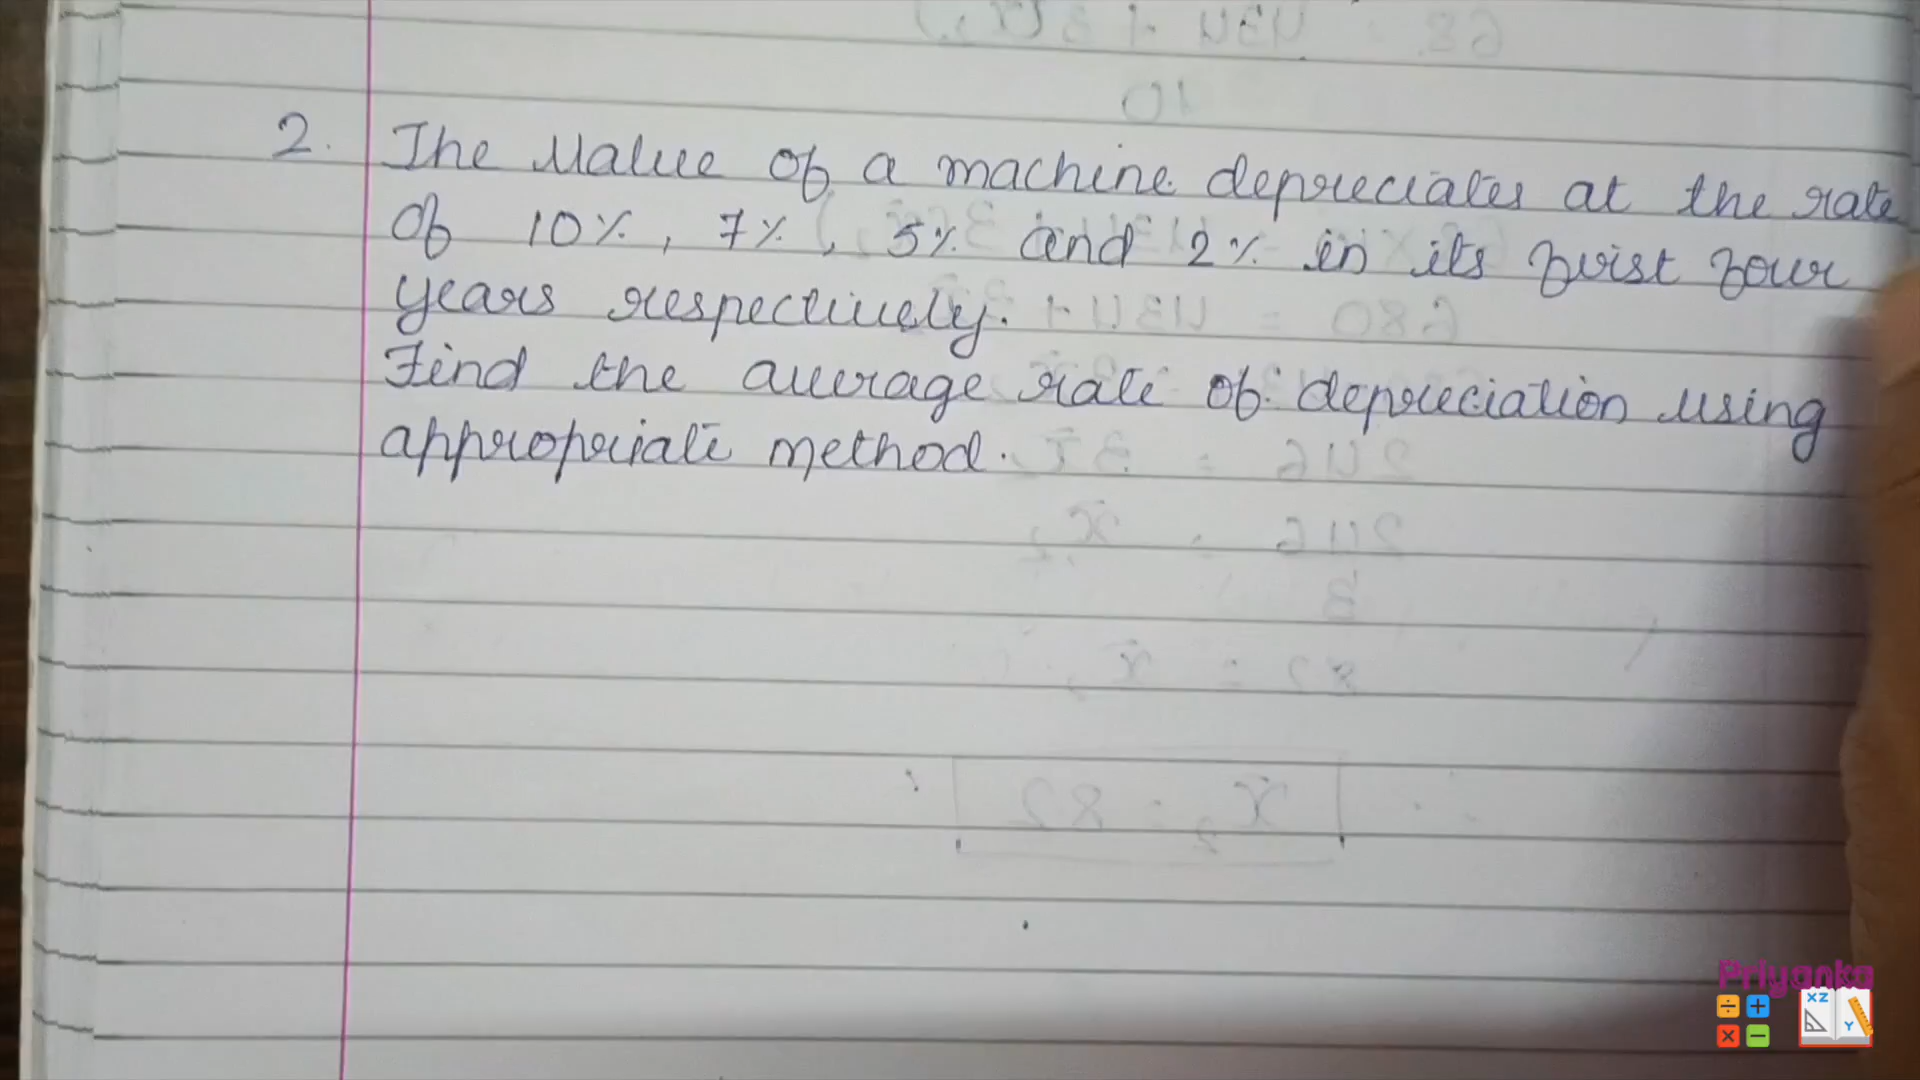 2. The Value of a machine depreciates at the rate
of 10%, 7%, 5% and 2% in its first four
years respectively.
Find the average rate of depreciation using
appropriate method.
Priyanka
XZ
Y